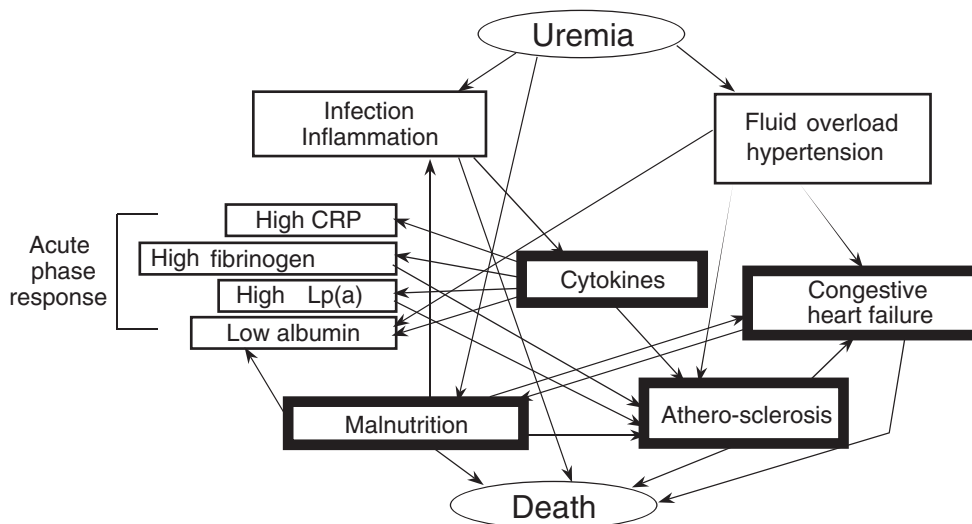 Uremia
Infection
Inflammation
Fluid overload
hypertension
High CRP
High fibrinogen
High Lp(a)
Low albumin
Acute
phase
response
Cytokines
Congestive
heart failure
Malnutrition
Athero-sclerosis
Death